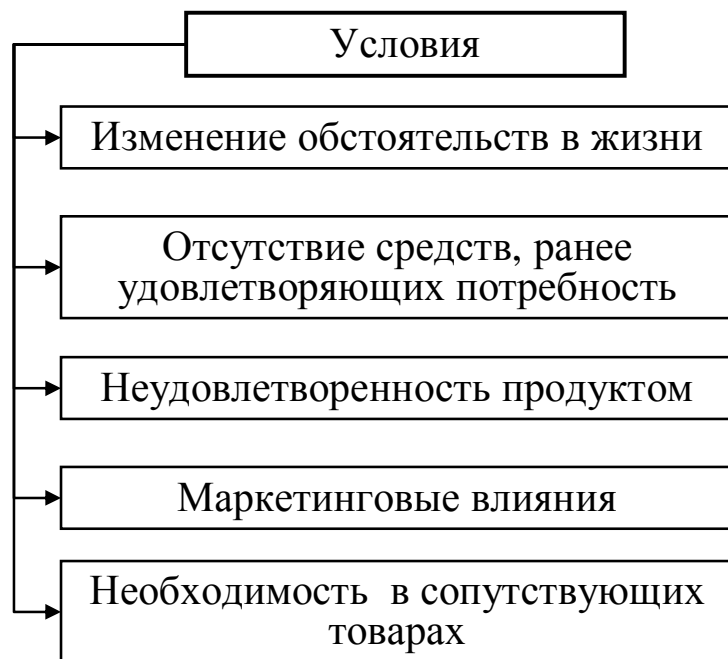 Условия
Изменение обстоятельств в жизни
Отсутствие средств, ранее
удовлетворяющих потребность
Неудовлетворенность продуктом
Маркетинговые влияния
Необходимость в сопутствующих
товарах